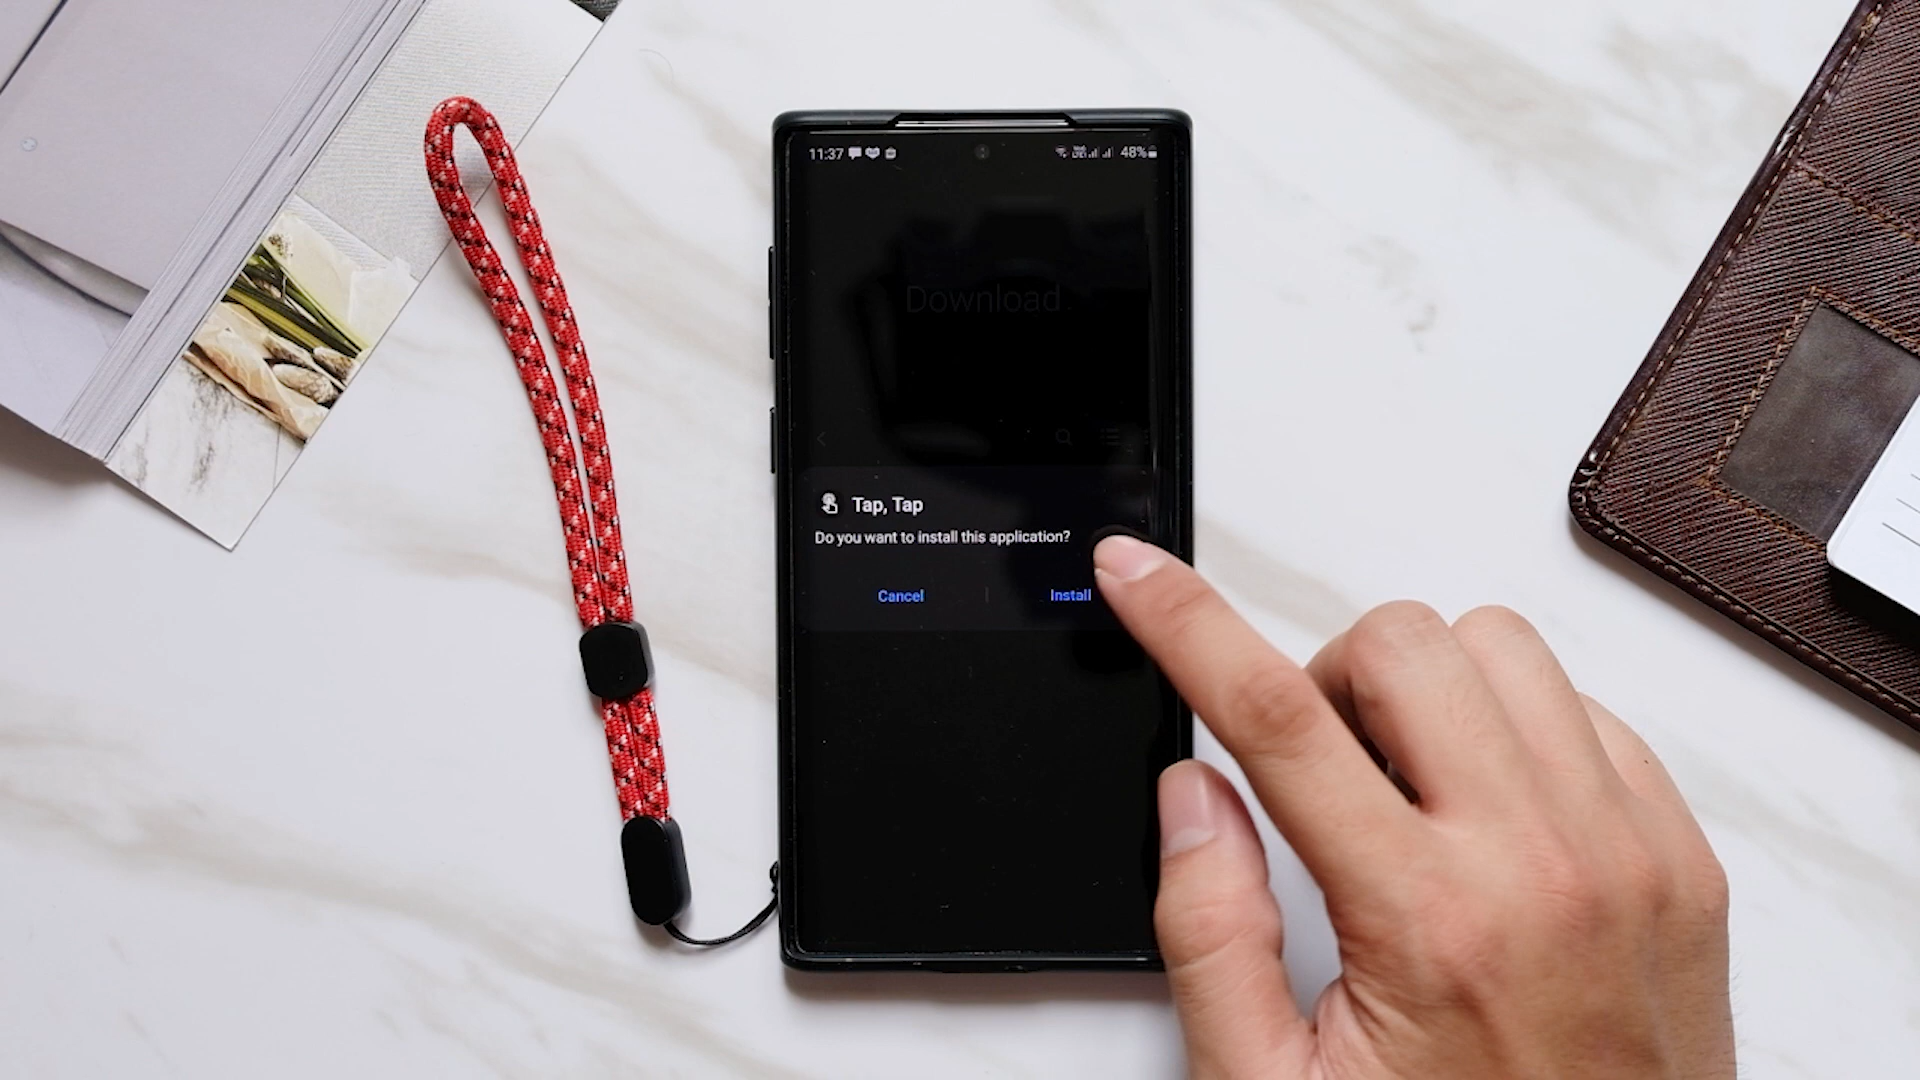 11:37
48%
Download
Tap, Tap
Do you want to install this application?
Cancel
Install